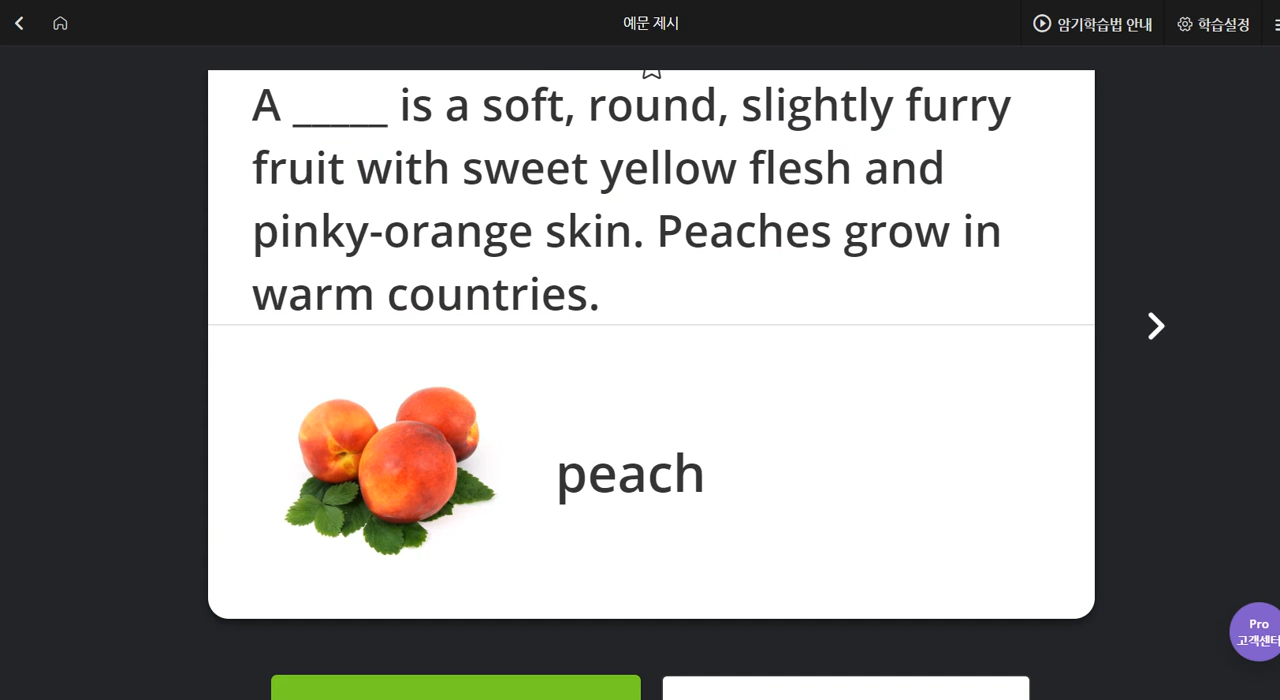 예문 제시
암기학습법 안내
학습설정
A _____ is a soft, round, slightly furry
fruit with sweet yellow flesh and
pinky-orange skin. Peaches grow in
warm countries.
peach
Pro
고객센터